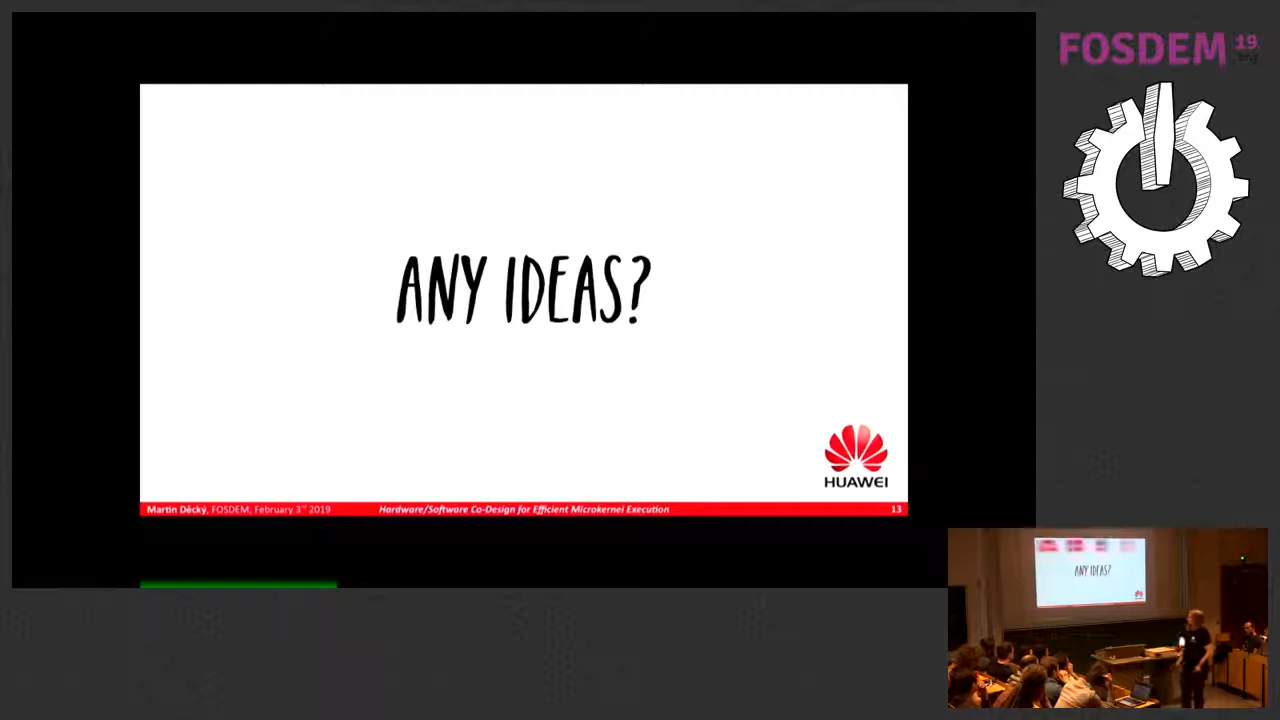 FOSDEM 19
.org
ANY IDEAS?
HUAWEI
Martin Děcký, FOSDEM, February 3rd 2019
Hardware/Software Co-Design for Efficient Microkernel Execution
13
ANY IDEAS?